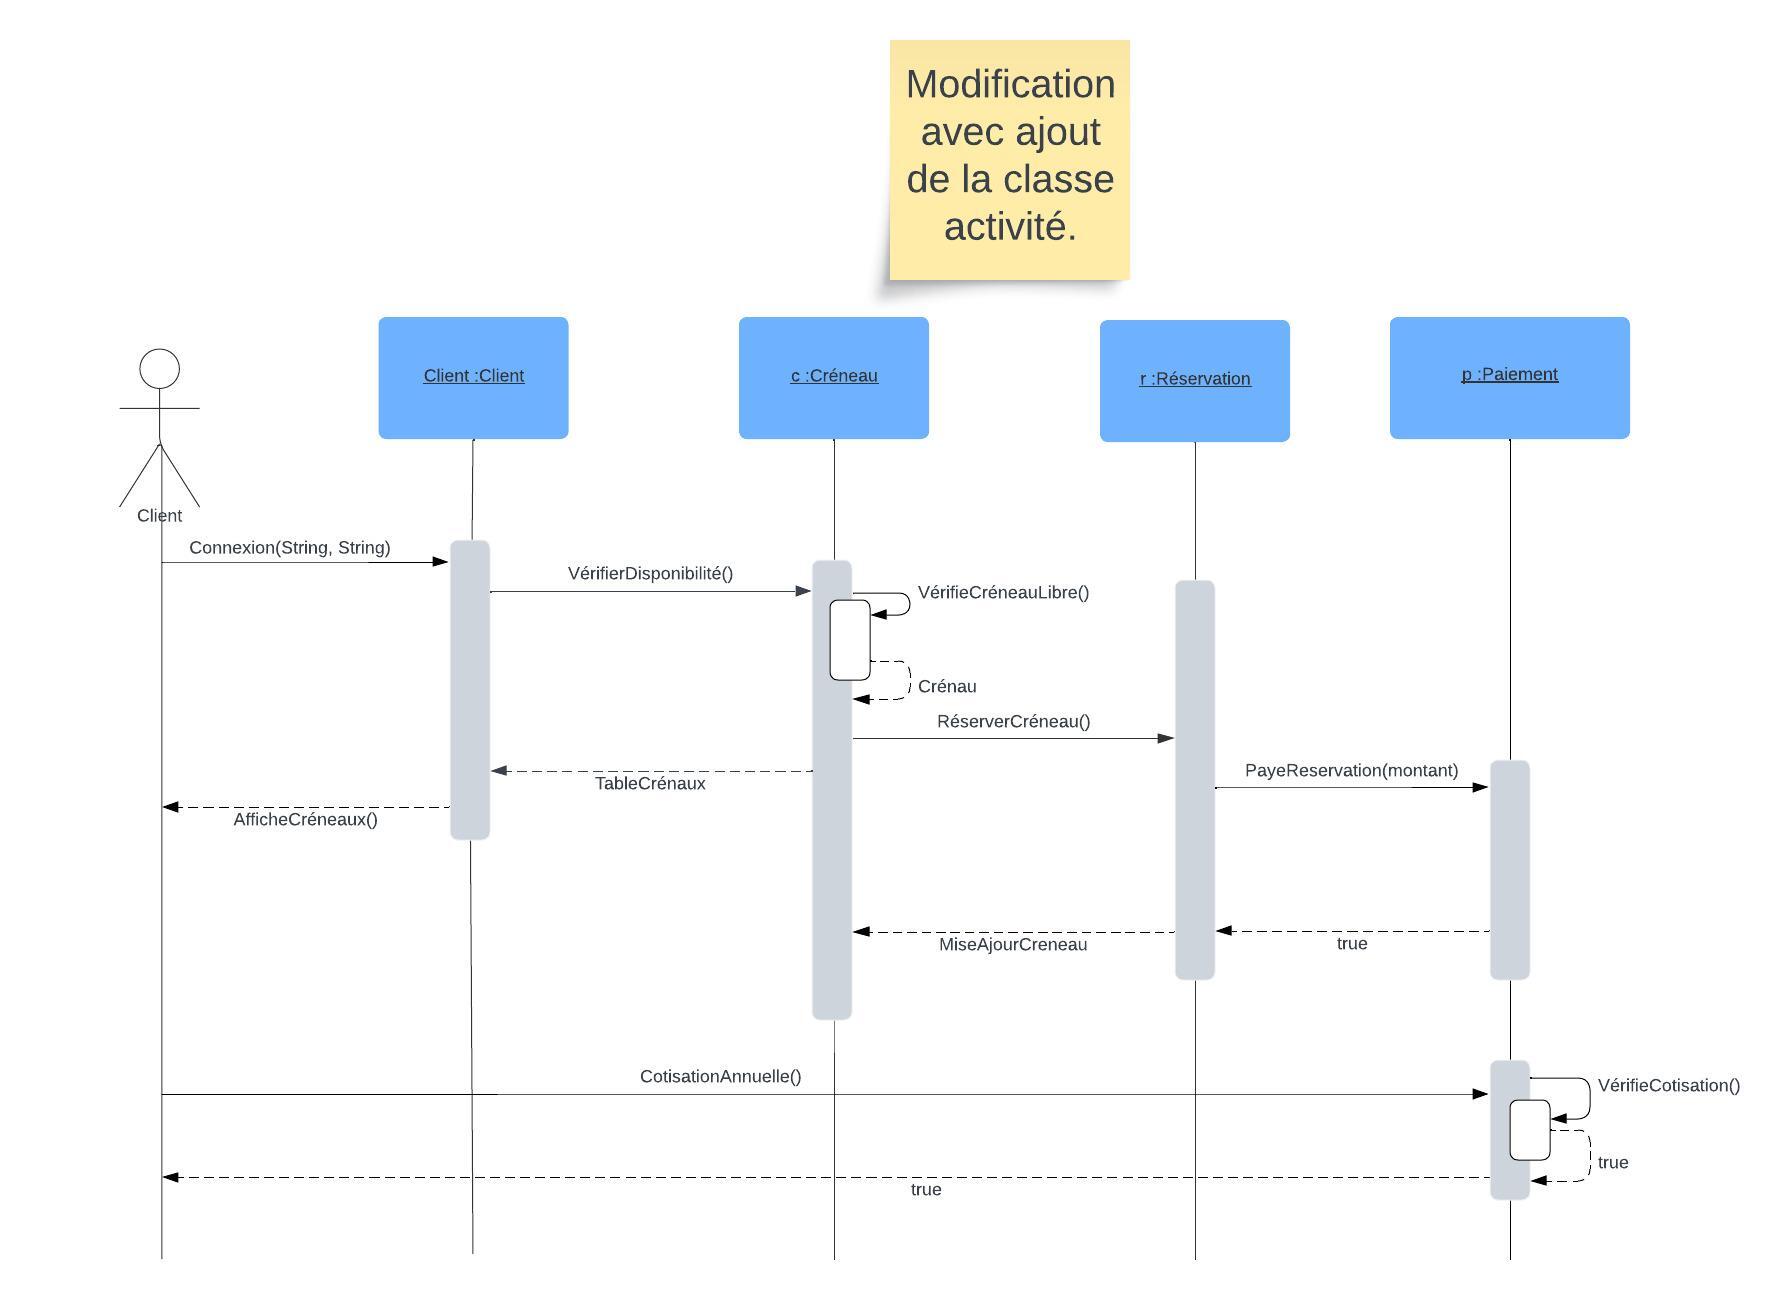 Modification
avec ajout
de la classe
activité.
Client :Client
c :Créneau
r :Réservation
p :Paiement
Client
Connexion(String, String)
VérifierDisponibilité()
VérifieCréneauLibre()
Crénau
RéserverCréneau()
TableCrénaux
PayeReservation(montant)
AfficheCréneaux()
MiseAjourCreneau
true
CotisationAnnuelle()
VérifieCotisation()
true
true